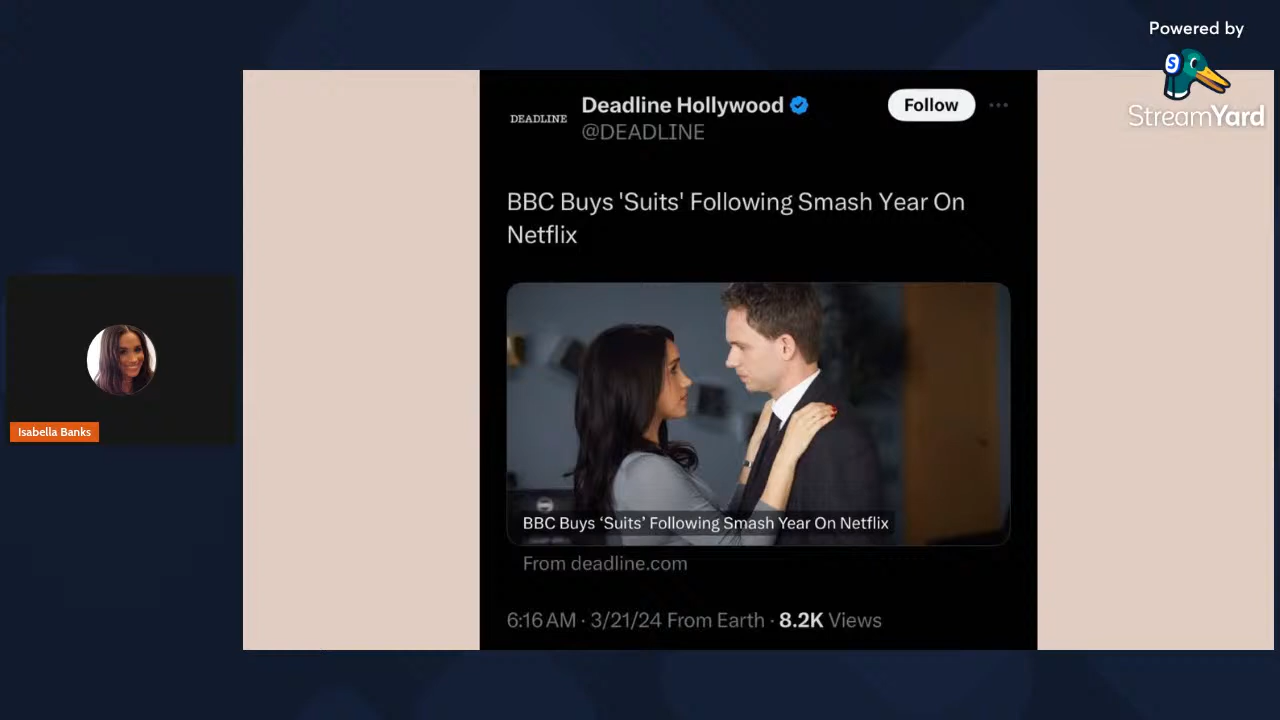 Powered by
S
StreamYard
DEADLINE
Deadline Hollywood
@DEADLINE
Follow
BBC Buys 'Suits' Following Smash Year On
Netflix
BBC Buys ‘Suits’ Following Smash Year On Netflix
From deadline.com
6:16 AM · 3/21/24 From Earth · 8.2K Views
Isabella Banks